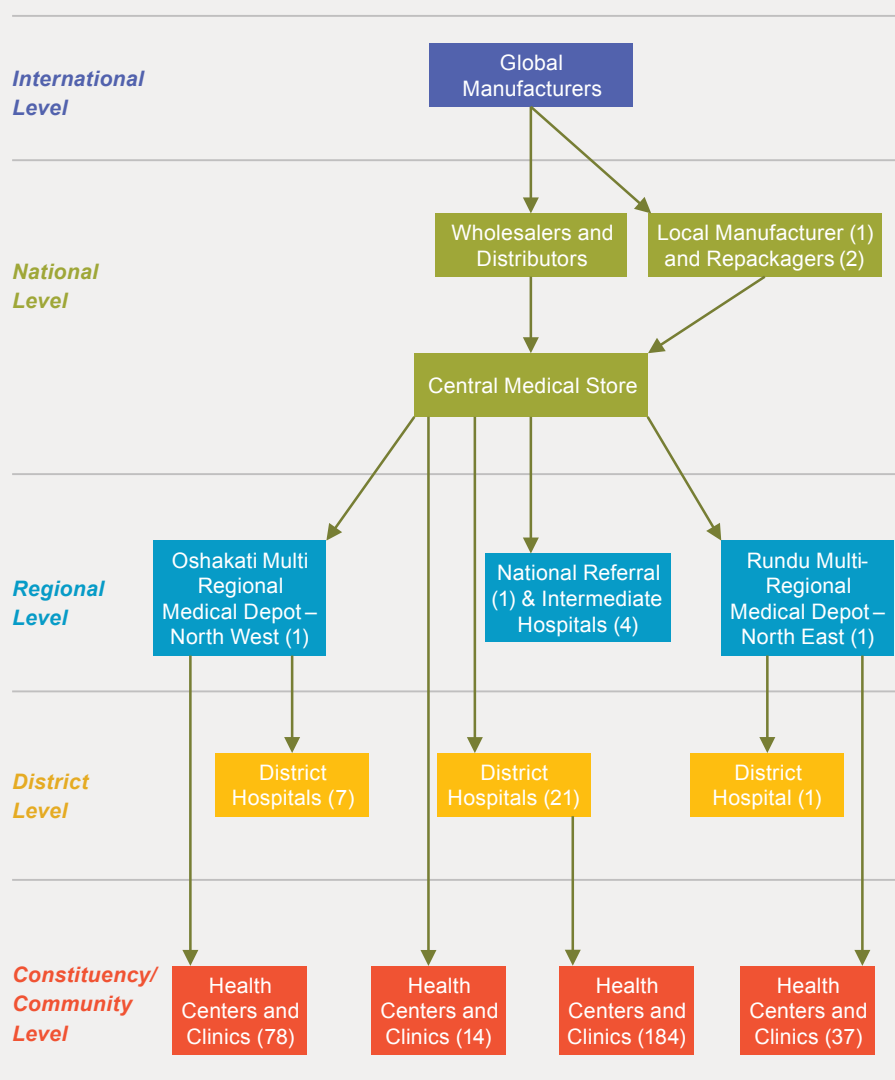 International
Level
Global
Manufacturers
National
Level
Wholesalers and
Distributors
Local Manufacturer (1)
and Repackagers (2)
Central Medical Store
Regional
Level
Oshakati Multi
Regional
Medical Depot –
North West (1)
National Referral
(1) & Intermediate
Hospitals (4)
Rundu Multi-
Regional
Medical Depot –
North East (1)
District
Level
District
Hospitals (7)
District
Hospitals (21)
District
Hospital (1)
Constituency/
Community
Level
Health
Centers and
Clinics (78)
Health
Centers and
Clinics (14)
Health
Centers and
Clinics (184)
Health
Centers and
Clinics (37)